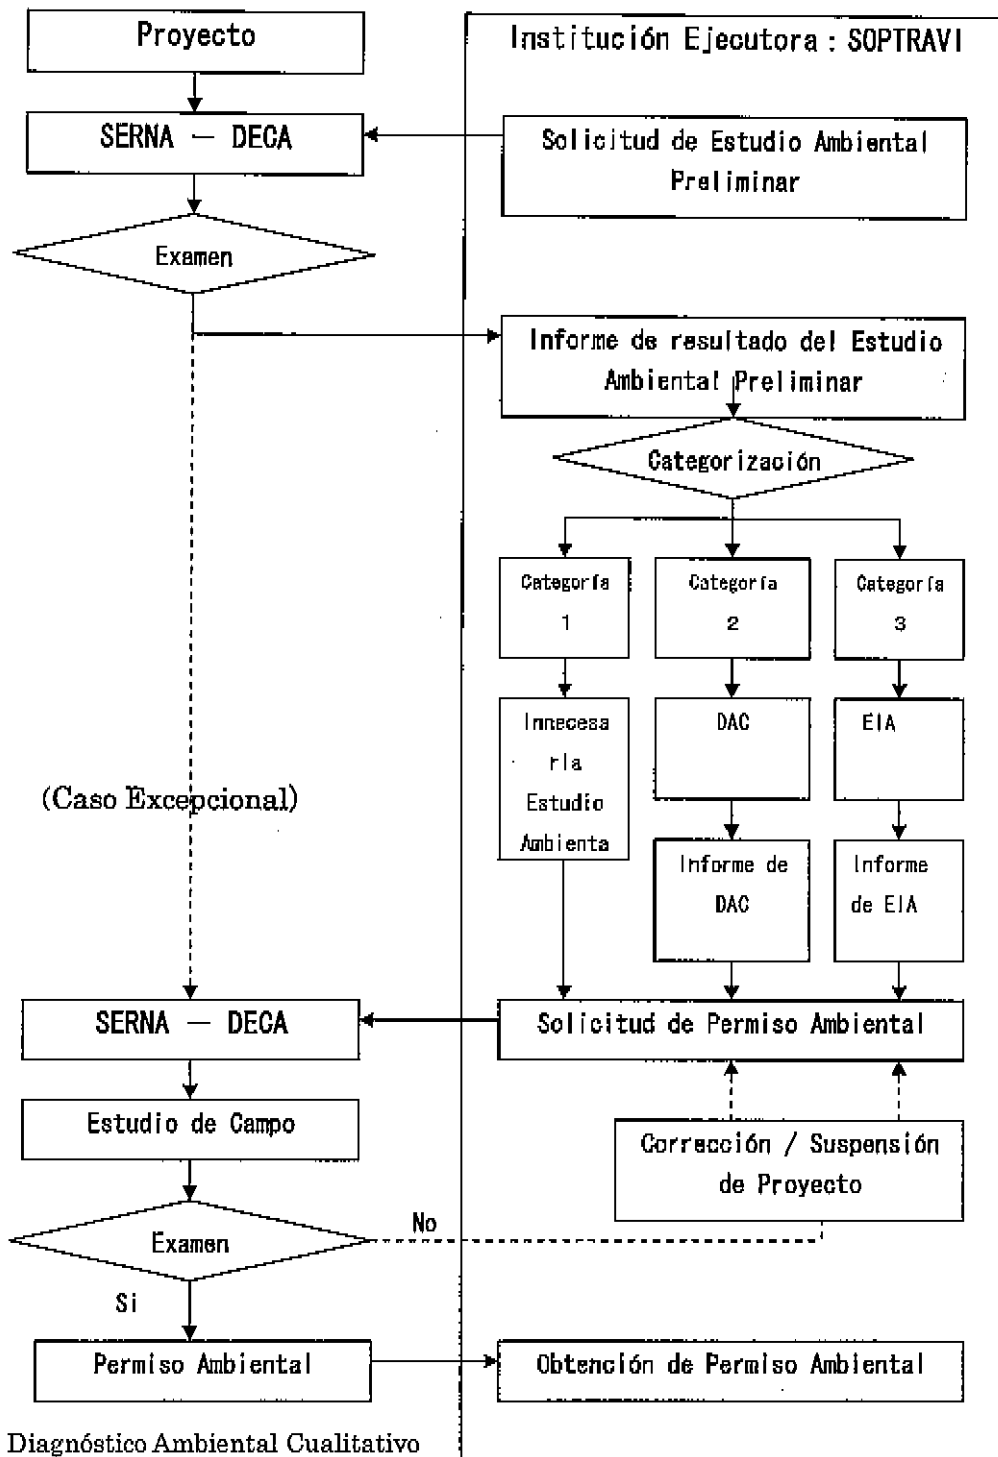 Proyecto
Institución Ejecutora : SOPTRAVI
SERNA — DECA
Solicitud de Estudio Ambiental
Preliminar
Examen
Informe de resultado del Estudio
Ambiental Preliminar
Categorización
Categoría
1
Categoría
2
Categoría
3
Innecesa
ria
Estudio
Ambienta
DAC
EIA
(Caso Excepcional)
Informe de
DAC
Informe
de EIA
SERNA — DECA
Solicitud de Permiso Ambiental
Estudio de Campo
Corrección / Suspensión
de Proyecto
Examen
No
Si
Permiso Ambiental
Obtención de Permiso Ambiental
Diagnóstico Ambiental Cualitativo